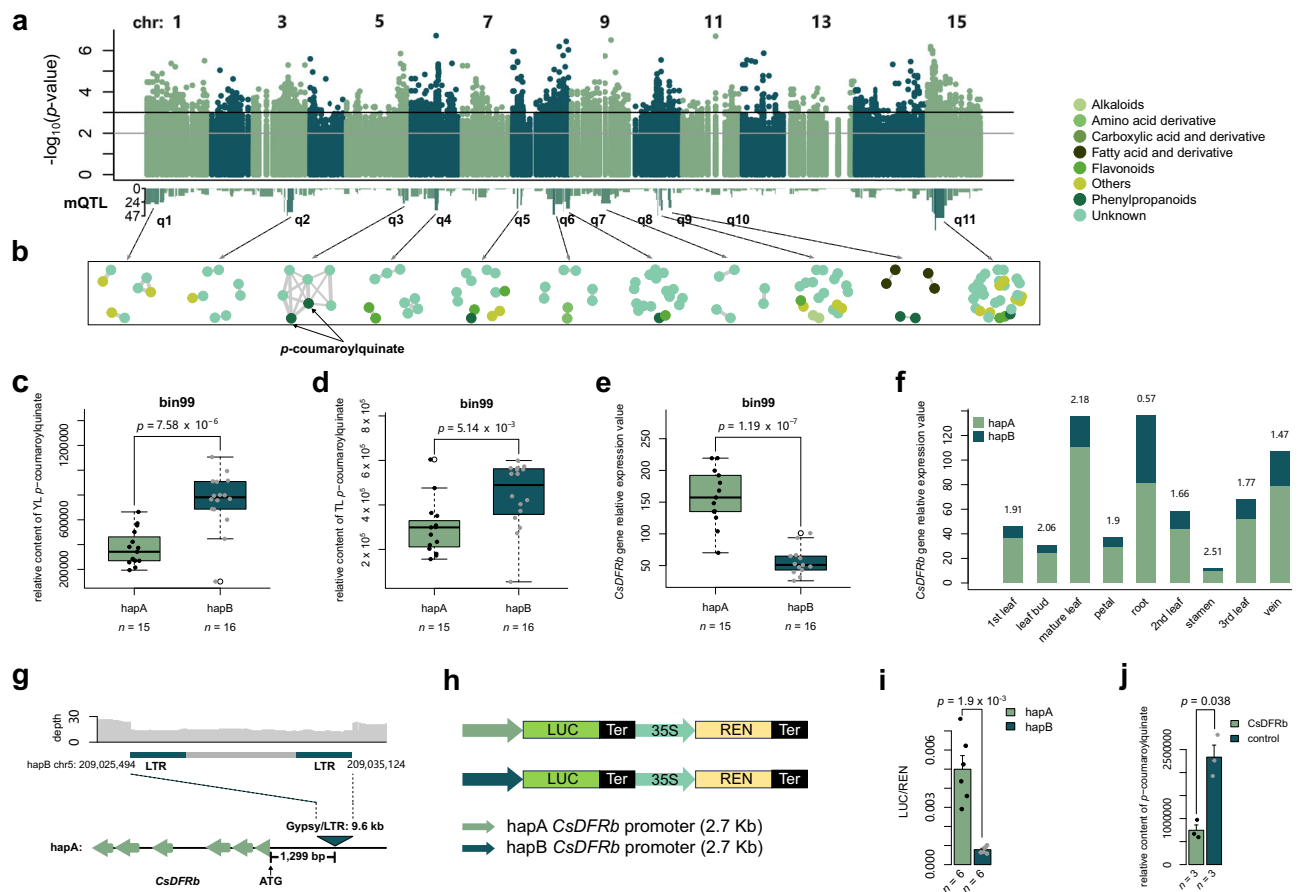 a
chr: 1 3 5 7 9 11 13 15
-log10(p-value)
6
4
2
0
mQTL
0
24
47
q1 q2 q3 q4 q5 q6 q7 q8 q9 q10 q11
Alkaloids
Amino acid derivative
Carboxylic acid and derivative
Fatty acid and derivative
Flavonoids
Others
Phenylpropanoids
Unknown
b
p-coumaroylquinate
c
bin99
p = 7.58 x 10-6
relative content of YL p-coumaroylquinate
1200000
600000
200000
hapA hapB
n = 15 n = 16
d
bin99
p = 5.14 x 10-3
relative content of TL p-coumaroylquinate
8 x 10⁵
6 x 10⁵
4 x 10⁵
2 x 10⁵
hapA hapB
n = 15 n = 16
e
bin99
p = 1.19 x 10-7
CsDFRb gene relative expression value
250
200
150
100
50
hapA hapB
n = 15 n = 16
f
CsDFRb gene relative expression value
hapA
hapB
120
100
80
60
40
20
0
1.91 2.06 2.18 1.9 0.57 1.66 2.51 1.77 1.47
1st leaf leaf bud mature leaf petal root 2nd leaf stamen 3rd leaf vein
g
depth
30
0
LTR LTR
hapB chr5: 209,025,494 209,035,124
Gypsy/LTR: 9.6 kb
hapA:
1,299 bp
CsDFRb ATG
h
LUC Ter 35S REN Ter
LUC Ter 35S REN Ter
hapA CsDFRb promoter (2.7 Kb)
hapB CsDFRb promoter (2.7 Kb)
i
p = 1.9 x 10-3
hapA
hapB
LUC/REN
0.006
0.003
0.000
n = 6 n = 6
j
p = 0.038
CsDFRb
control
relative content of p-coumaroylquinate
2500000
1000000
0
n = 3 n = 3